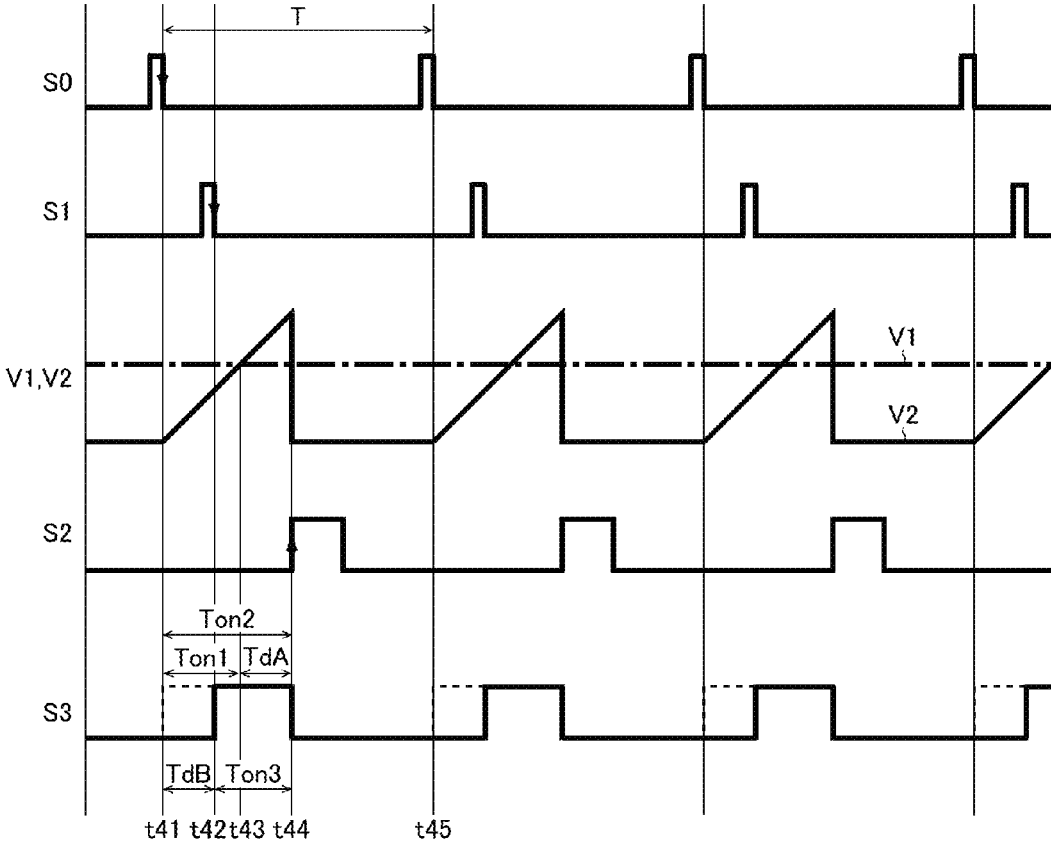 T
S0
S1
V1
V1,V2
V2
S2
Ton2
Ton1 TdA
S3
TdB Ton3
t41 t42 t43 t44 t45